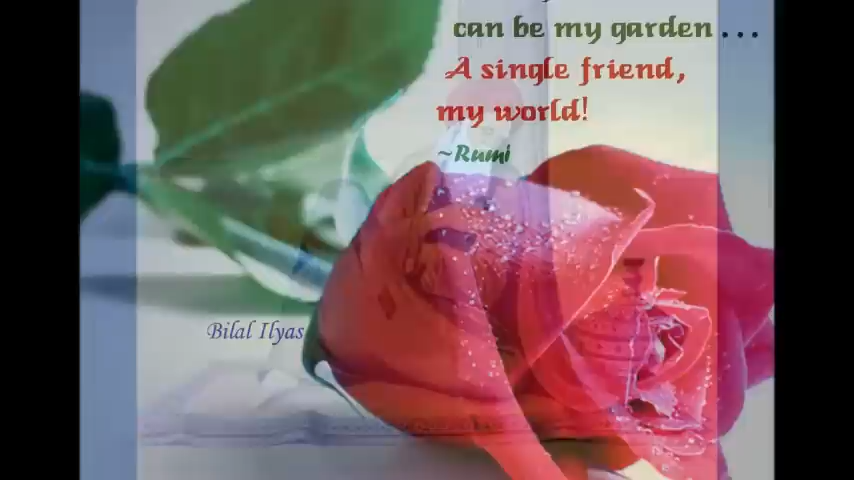 can be my garden ...
A single friend,
my world!
~Rumi
Bilal Ilyas